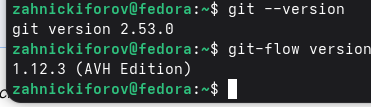 zahnickiforov@fedora:~$ git --version
git version 2.53.0
zahnickiforov@fedora:~$ git-flow version
1.12.3 (AVH Edition)
zahnickiforov@fedora:~$